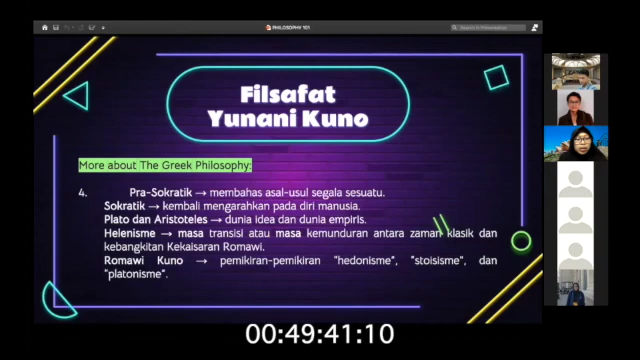 PHILOSOPHY 101
Filsafat
Yunani Kuno
More about The Greek Philosophy:
4. Pra-Sokratik → membahas asal-usul segala sesuatu.
Sokratik → kembali mengarahkan pada diri manusia.
Plato dan Aristoteles → dunia idea dan dunia empiris.
Helenisme → masa transisi atau masa kemunduran antara zaman klasik dan
kebangkitan Kekaisaran Romawi.
Romawi Kuno → pemikiran-pemikiran "hedonisme", "stoisisme", dan
"platonisme".
00:49:41:10